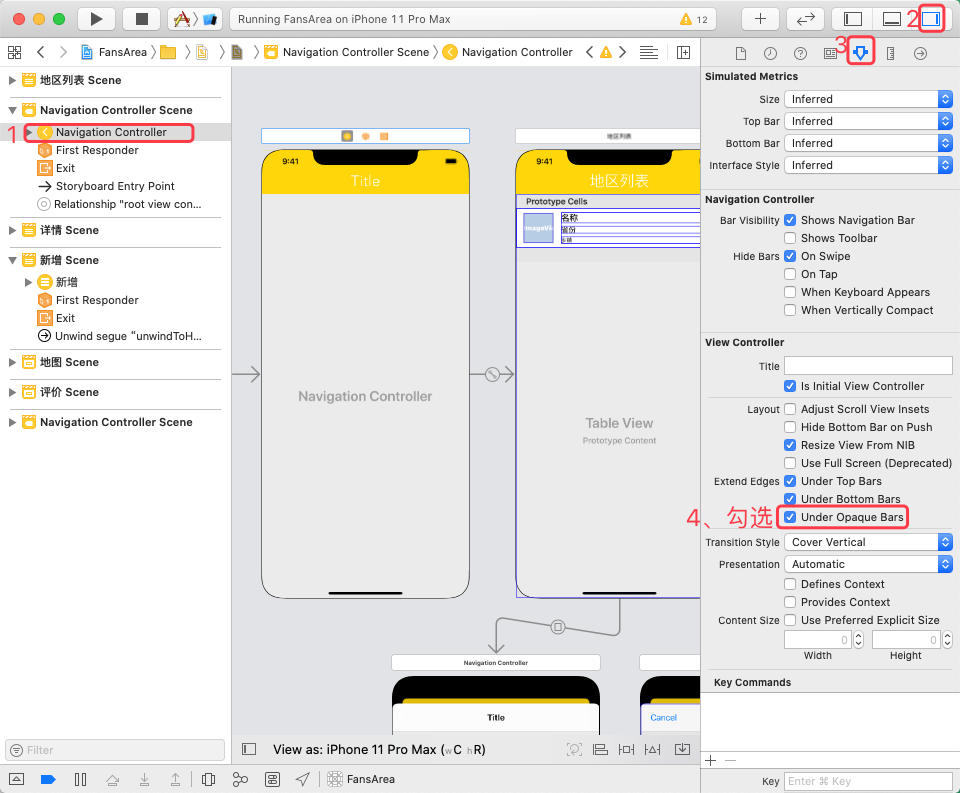 Running FansArea on iPhone 11 Pro Max
12
2
FansArea
Navigation Controller Scene
Navigation Controller
3
地区列表 Scene
Navigation Controller Scene
1
Navigation Controller
First Responder
Exit
Storyboard Entry Point
Relationship "root view con...
详情 Scene
新增 Scene
新增
First Responder
Exit
Unwind segue “unwindToH...
地图 Scene
评价 Scene
Navigation Controller Scene
Filter
9:41
Title
Navigation Controller
地区列表
9:41
地区列表
Prototype Cells
名称
省份
Table View
Prototype Content
Navigation Controller
Title
Cancel
View as: iPhone 11 Pro Max (wC hR)
FansArea
Simulated Metrics
Size Inferred
Top Bar Inferred
Bottom Bar Inferred
Interface Style Inferred
Navigation Controller
Bar Visibility Shows Navigation Bar
Shows Toolbar
Hide Bars On Swipe
On Tap
When Keyboard Appears
When Vertically Compact
View Controller
Title
Is Initial View Controller
Layout Adjust Scroll View Insets
Hide Bottom Bar on Push
Resize View From NIB
Use Full Screen (Deprecated)
Extend Edges Under Top Bars
Under Bottom Bars
4、勾选 Under Opaque Bars
Transition Style Cover Vertical
Presentation Automatic
Defines Context
Provides Context
Content Size Use Preferred Explicit Size
0 0
Width Height
Key Commands
Key Enter ⌘ Key